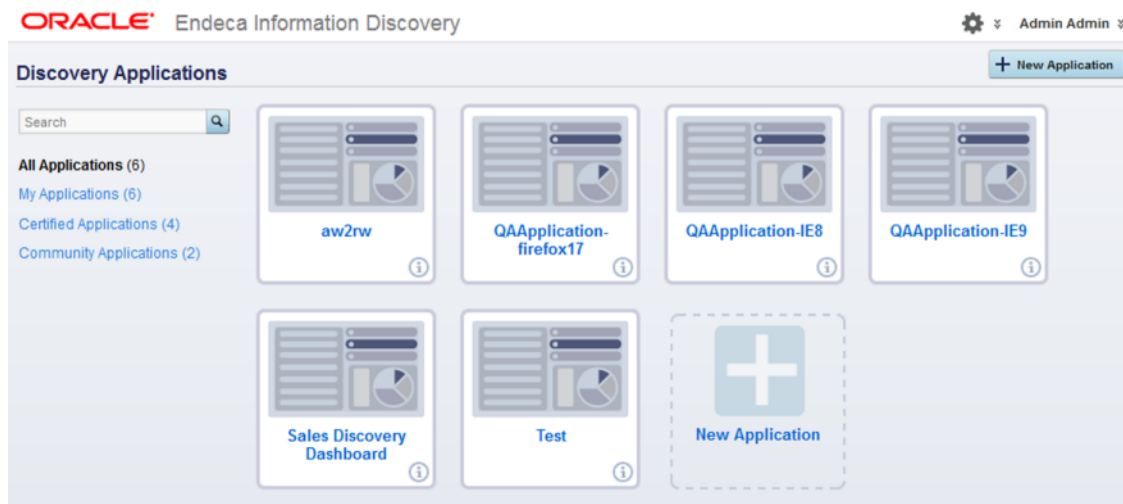 ORACLE Endeca Information Discovery
Admin Admin
Discovery Applications
New Application
Search
All Applications (6)
My Applications (6)
Certified Applications (4)
Community Applications (2)
aw2rw
QAApplication-
firefox17
QAApplication-IE8
QAApplication-IE9
Sales Discovery
Dashboard
Test
New Application